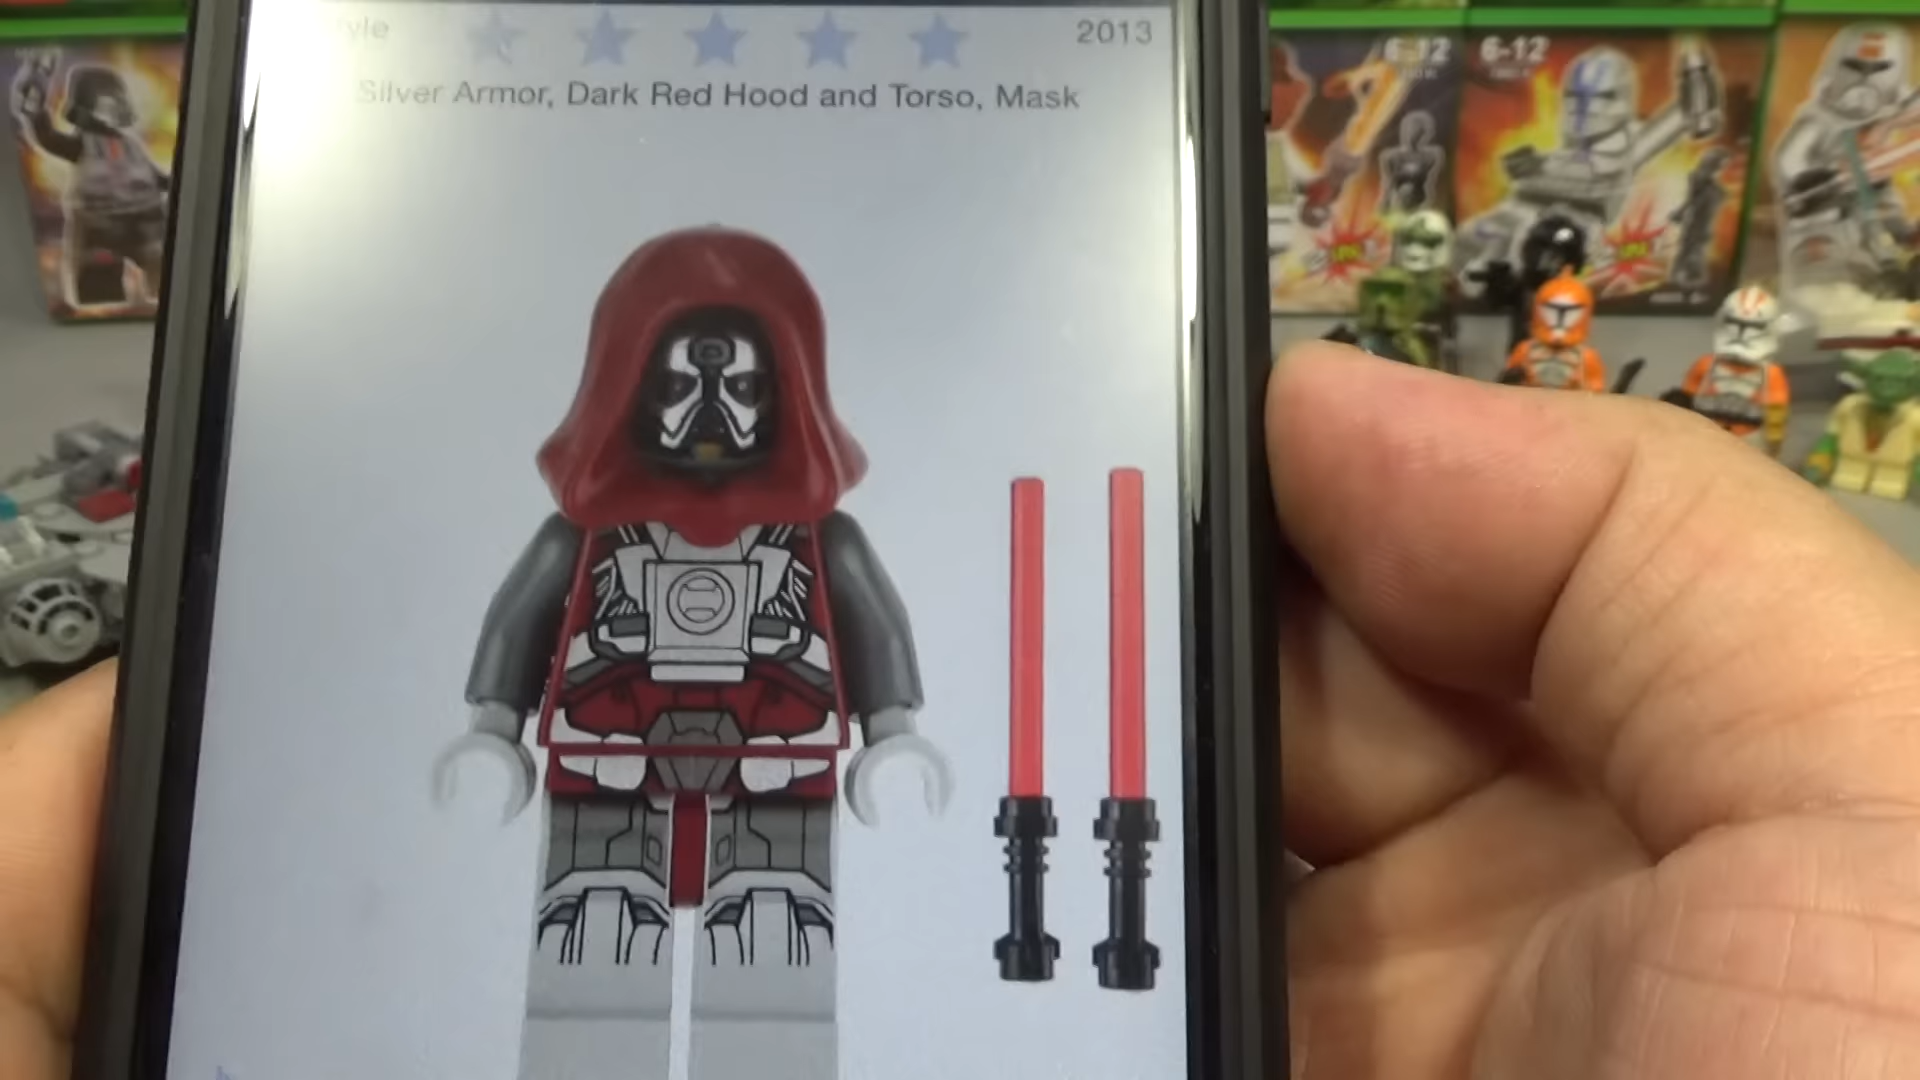 2013
Silver Armor, Dark Red Hood and Torso, Mask
6-12
6-12